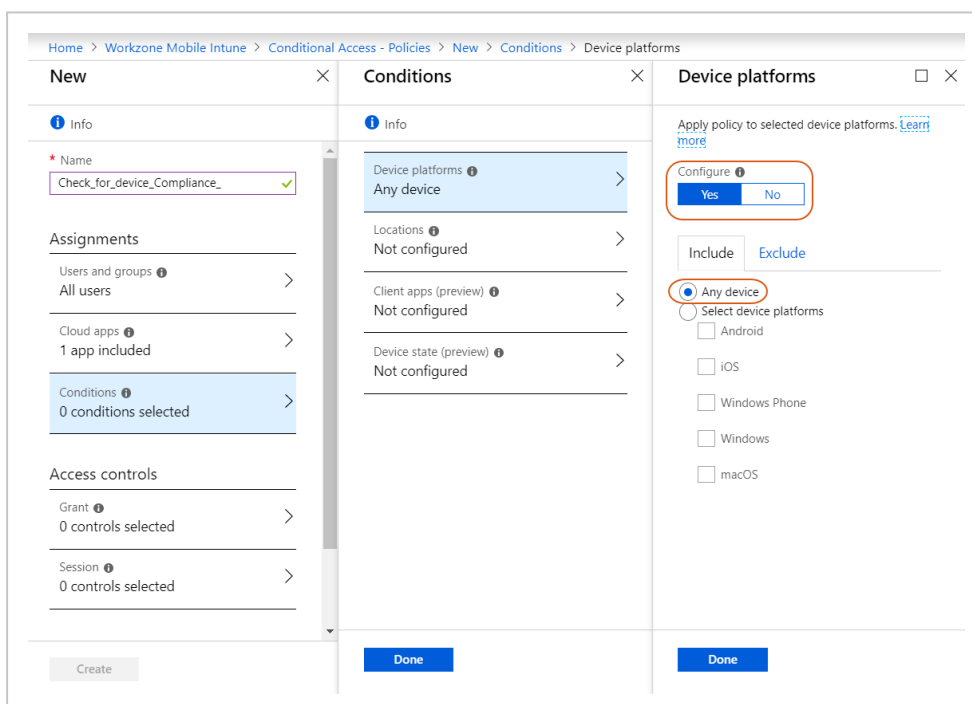 Home > Workzone Mobile Intune > Conditional Access - Policies > New > Conditions > Device platforms
New
Info
* Name
Check_for_device_Compliance_
Assignments
Users and groups
All users
Cloud apps
1 app included
Conditions
0 conditions selected
Access controls
Grant
0 controls selected
Session
0 controls selected
Create
Conditions
Info
Device platforms
Any device
Locations
Not configured
Client apps (preview)
Not configured
Device state (preview)
Not configured
Done
Device platforms
Apply policy to selected device platforms. Learn
more
Configure
Yes No
Include Exclude
Any device
Select device platforms
Android
iOS
Windows Phone
Windows
macOS
Done